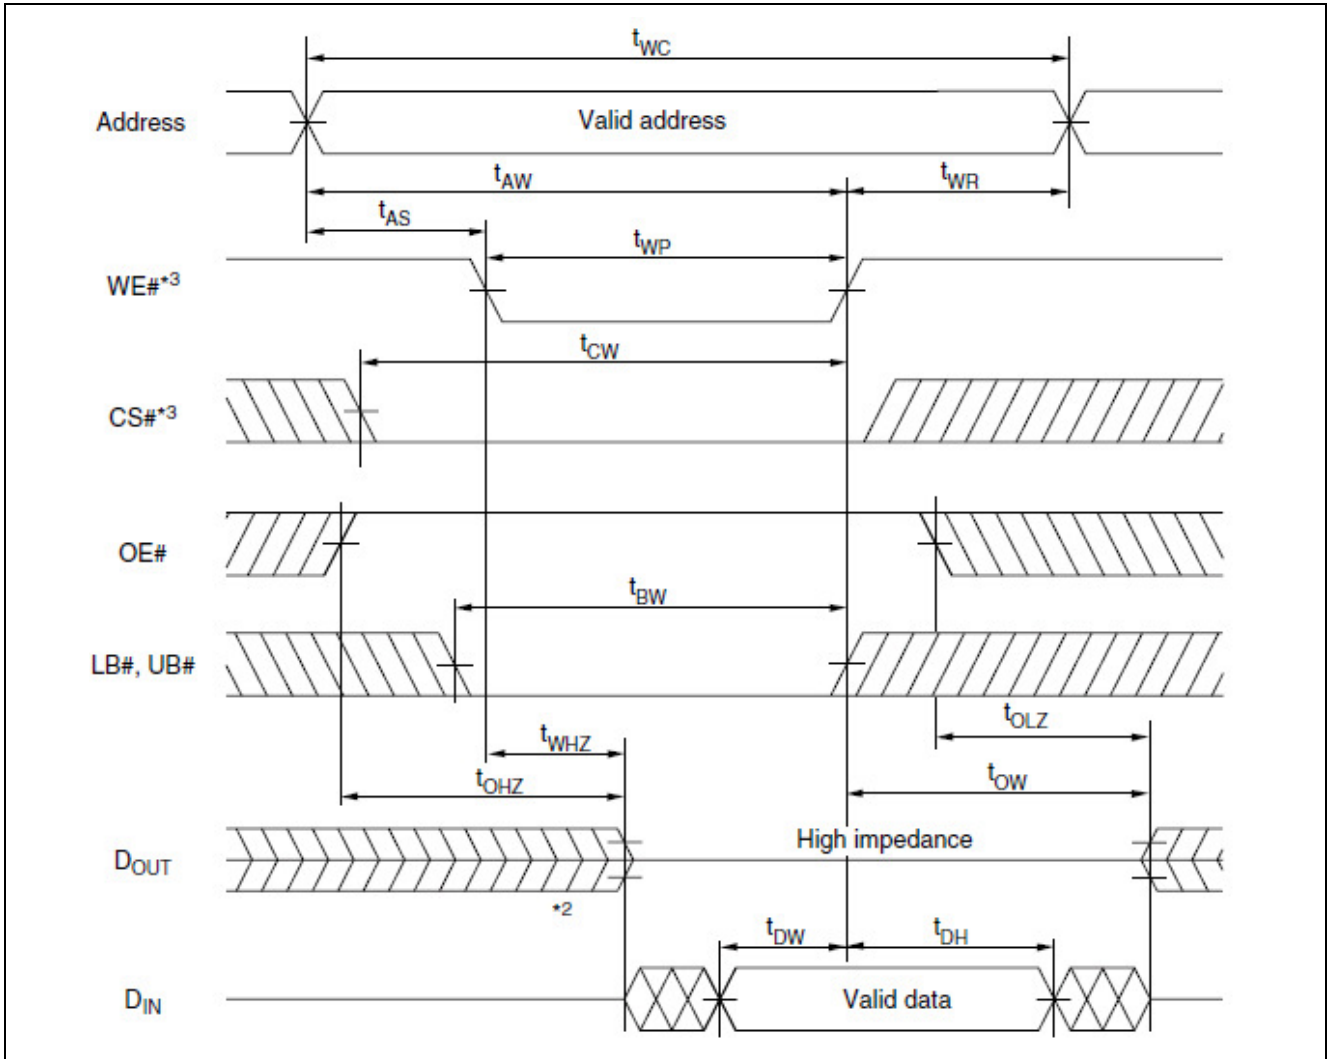 tWC
Address
Valid address
tAW
tWR
tAS
tWP
WE#*3
tCW
CS#*3
OE#
tBW
LB#, UB#
tOLZ
tWHZ
tOW
tOHZ
High impedance
DOUT
*2
tDW
tDH
DIN
Valid data